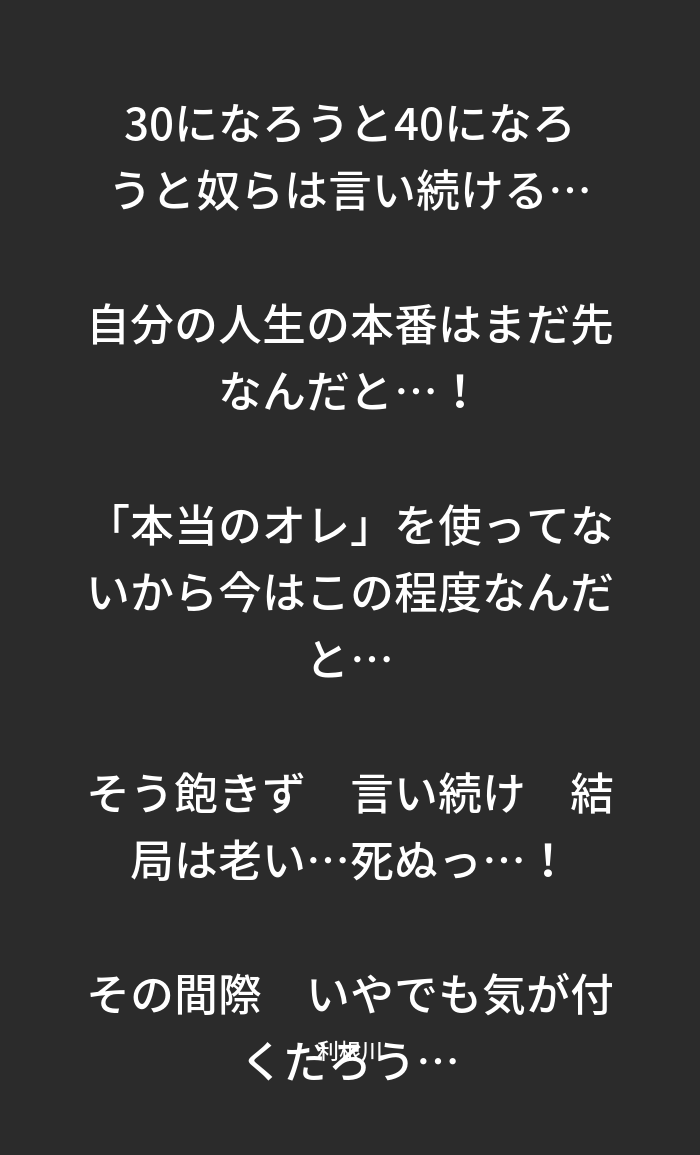 30になろうと40になろ
うと奴らは言い続ける…
自分の人生の本番はまだ先
なんだと…！
「本当のオレ」を使ってな
いから今はこの程度なんだ
と…
そう飽きず　言い続け　結
局は老い…死ぬっ…！
その間際　いやでも気が付
くだろう…
利根川